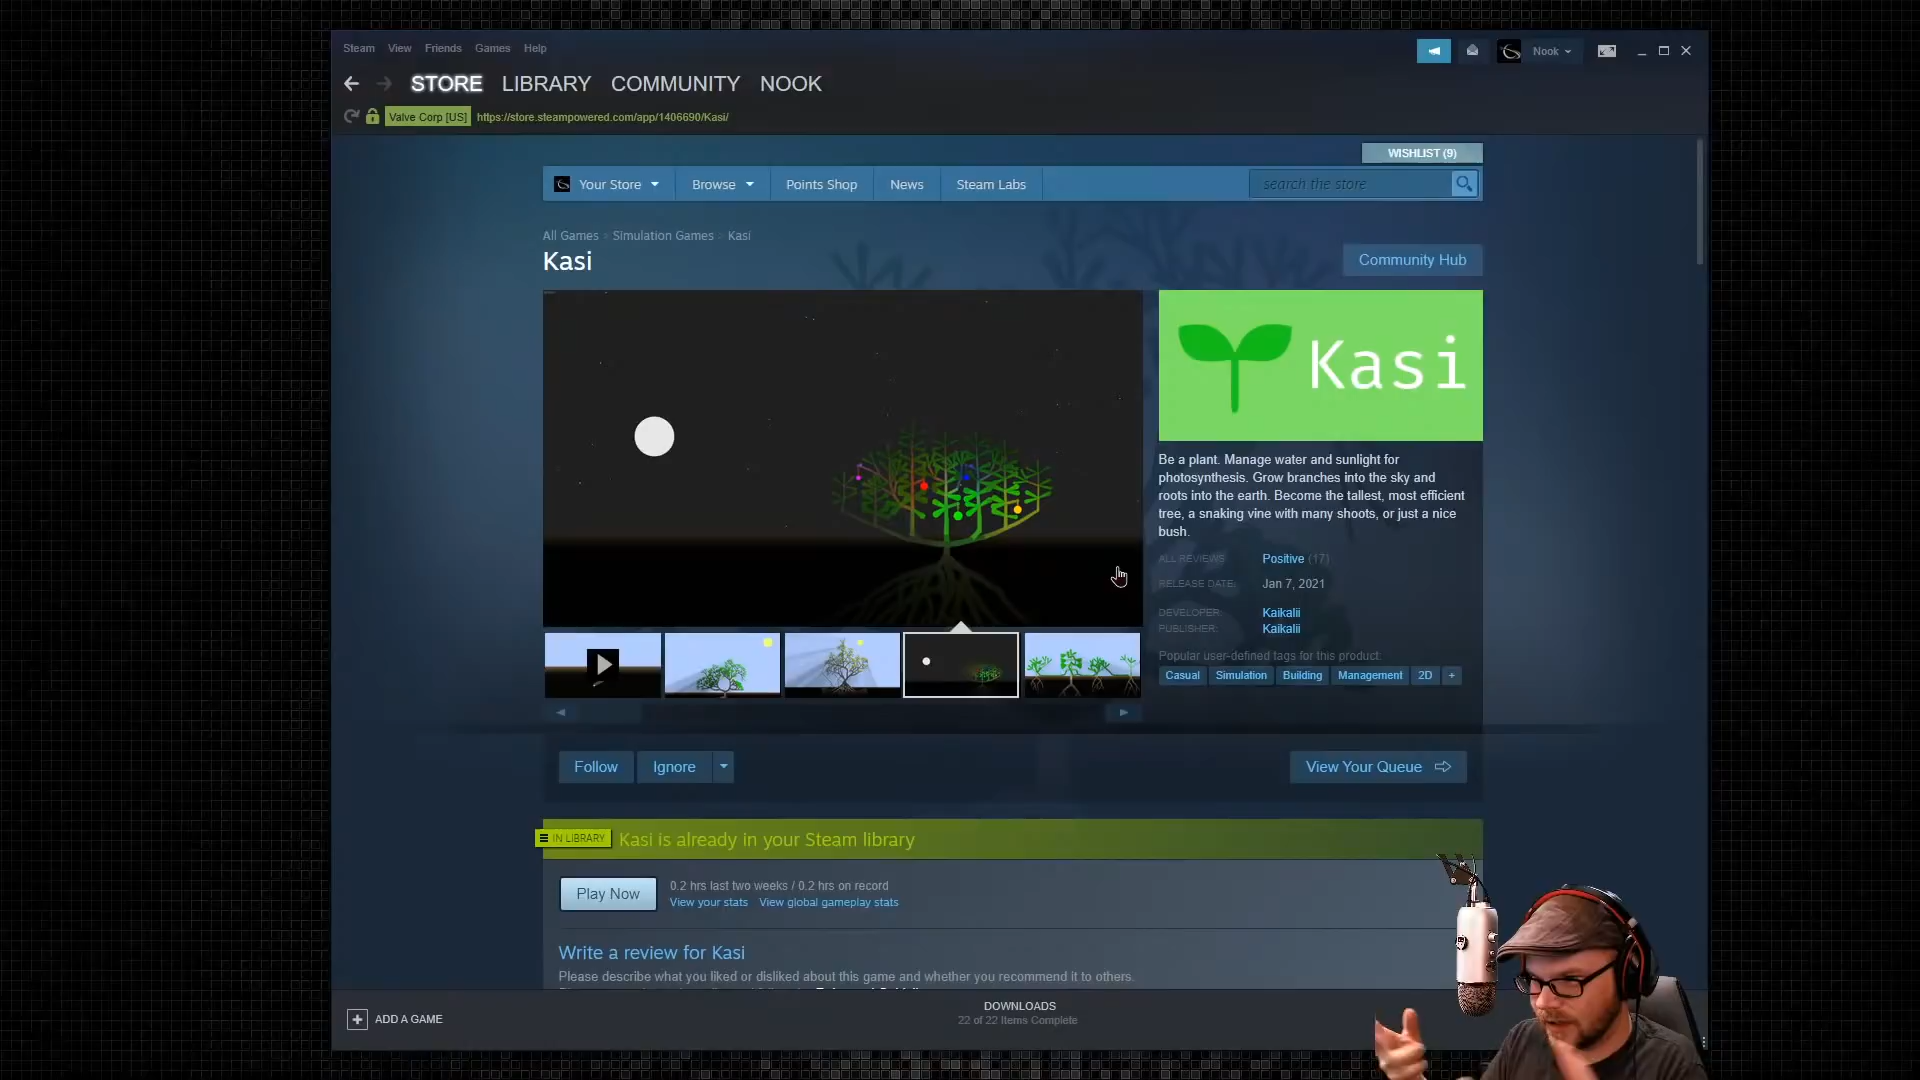 Steam View Friends Games Help
Nook
STORE LIBRARY COMMUNITY NOOK
Valve Corp [US] https://store.steampowered.com/app/1406690/Kasi/
WISHLIST (9)
Your Store Browse Points Shop News Steam Labs search the store
All Games > Simulation Games > Kasi
Kasi
Community Hub
Kasi
Be a plant. Manage water and sunlight for
photosynthesis. Grow branches into the sky and
roots into the earth. Become the tallest, most efficient
tree, a snaking vine with many shoots, or just a nice
bush.
ALL REVIEWS: Positive (17)
RELEASE DATE: Jan 7, 2021
DEVELOPER: Kaikalii
PUBLISHER: Kaikalii
Popular user-defined tags for this product:
Casual Simulation Building Management 2D +
Follow Ignore View Your Queue
IN LIBRARY Kasi is already in your Steam library
Play Now
0.2 hrs last two weeks / 0.2 hrs on record
View your stats View global gameplay stats
Write a review for Kasi
Please describe what you liked or disliked about this game and whether you recommend it to others.
ADD A GAME
DOWNLOADS
22 of 22 Items Complete